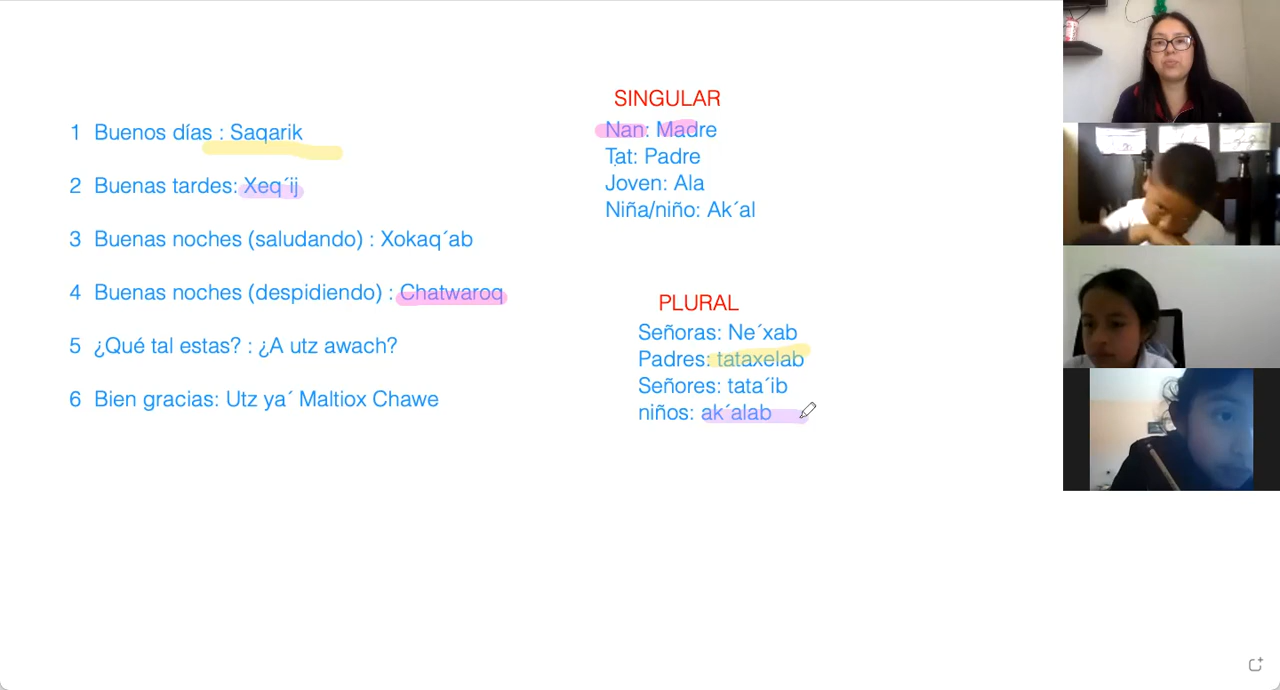 1 Buenos días : Saqarik
2 Buenas tardes: Xeq´ij
3 Buenas noches (saludando) : Xokaq´ab
4 Buenas noches (despidiendo) : Chatwaroq
5 ¿Qué tal estas? : ¿A utz awach?
6 Bien gracias: Utz ya´ Maltiox Chawe
SINGULAR
Nan: Madre
Tat: Padre
Joven: Ala
Niña/niño: Ak´al
PLURAL
Señoras: Ne´xab
Padres: tataxelab
Señores: tata´ib
niños: ak´alab